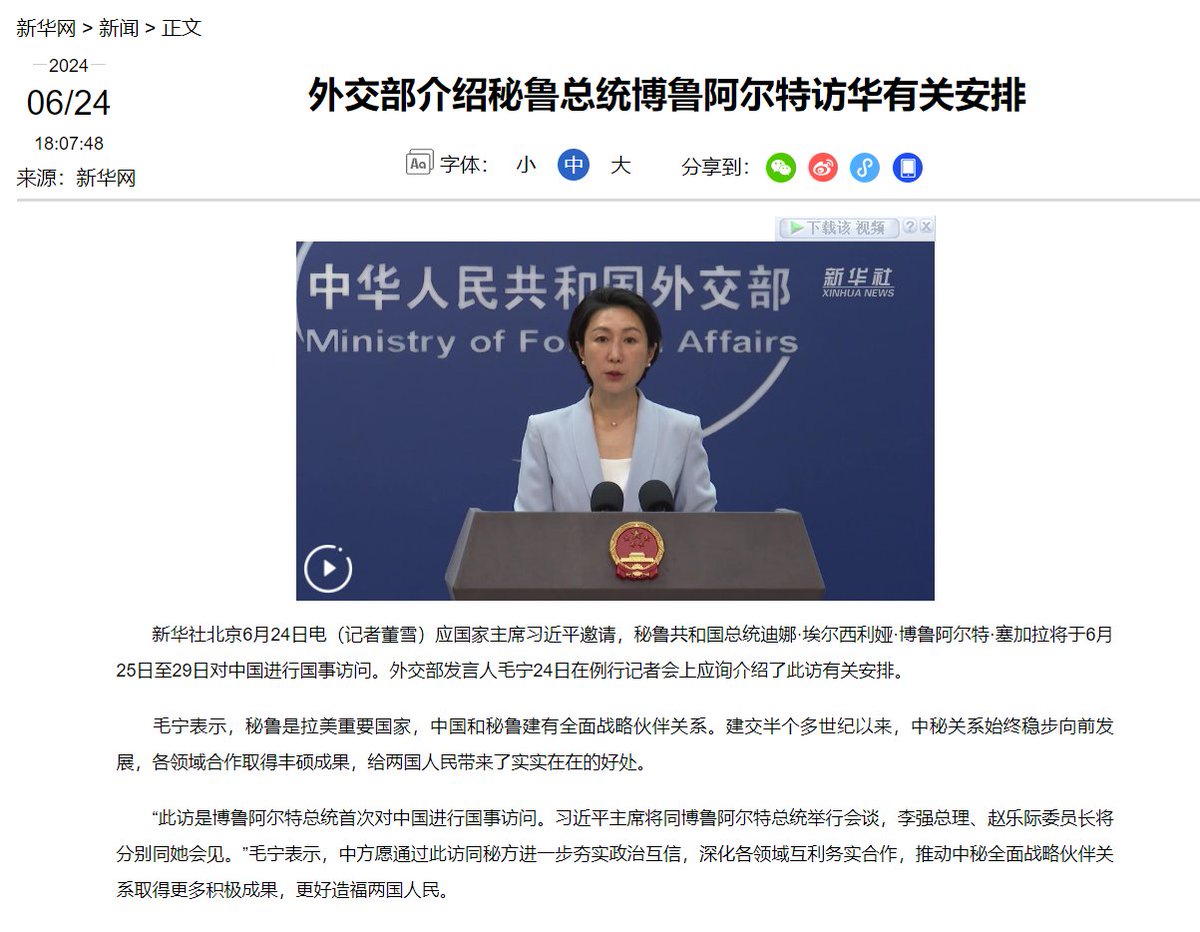 新华网 > 新闻 > 正文
2024
06/24
18:07:48
来源：新华网
外交部介绍秘鲁总统博鲁阿尔特访华有关安排
Aa 字体： 小 中 大 分享到：
下载该 视频 ? X
中华人民共和国外交部
Ministry of Fo Affairs
新华社
XINHUA NEWS
新华社北京6月24日电（记者董雪）应国家主席习近平邀请，秘鲁共和国总统迪娜·埃尔西利娅·博鲁阿尔特·塞加拉将于6月
25日至29日对中国进行国事访问。外交部发言人毛宁24日在例行记者会上应询介绍了此访有关安排。
毛宁表示，秘鲁是拉美重要国家，中国和秘鲁建有全面战略伙伴关系。建交半个多世纪以来，中秘关系始终稳步向前发
展，各领域合作取得丰硕成果，给两国人民带来了实实在在的好处。
“此访是博鲁阿尔特总统首次对中国进行国事访问。习近平主席将同博鲁阿尔特总统举行会谈，李强总理、赵乐际委员长将
分别同她会见。”毛宁表示，中方愿通过此访同秘方进一步夯实政治互信，深化各领域互利务实合作，推动中秘全面战略伙伴关
系取得更多积极成果，更好造福两国人民。